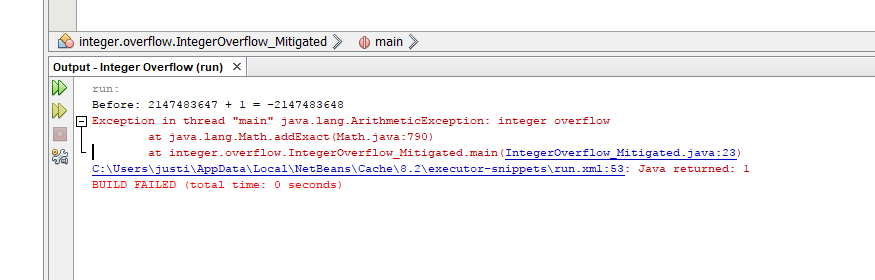 integer.overflow.IntegerOverflow_Mitigated main
Output - Integer Overflow (run) ×
run:
Before: 2147483647 + 1 = -2147483648
Exception in thread "main" java.lang.ArithmeticException: integer overflow
at java.lang.Math.addExact(Math.java:790)
at integer.overflow.IntegerOverflow_Mitigated.main(IntegerOverflow_Mitigated.java:23)
C:\Users\justi\AppData\Local\NetBeans\Cache\8.2\executor-snippets\run.xml:53: Java returned: 1
BUILD FAILED (total time: 0 seconds)